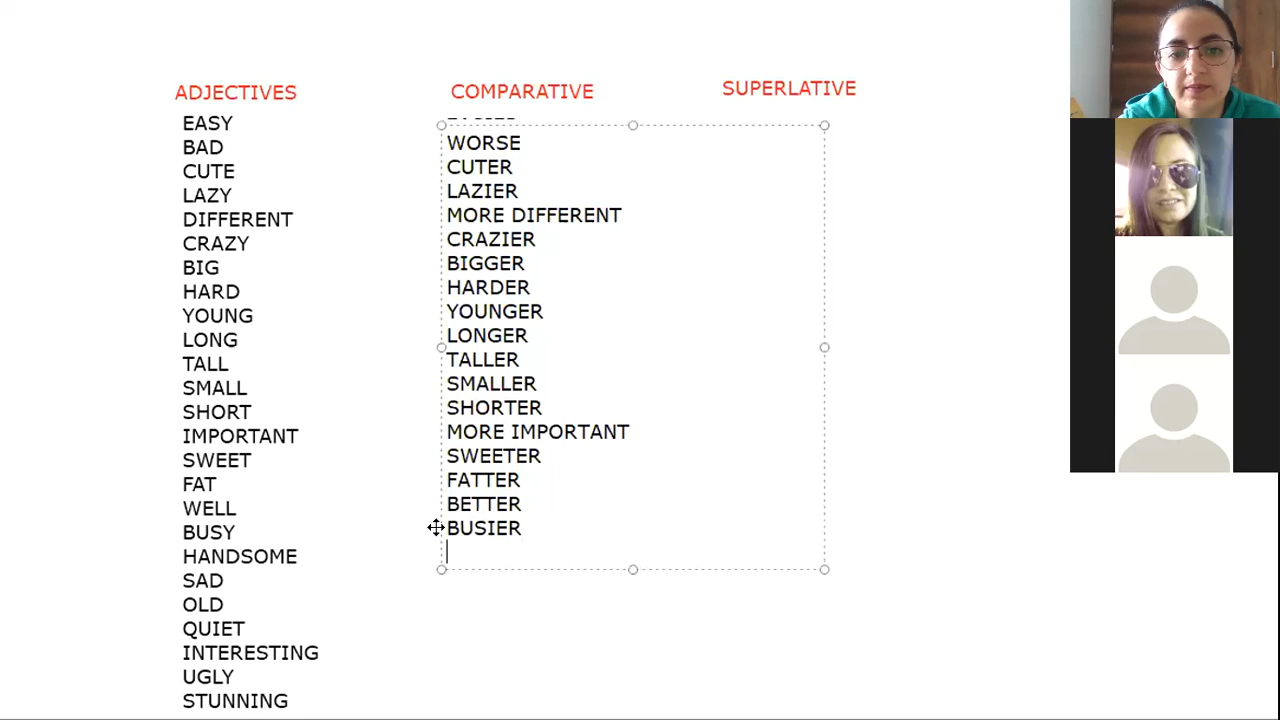 ADJECTIVES
COMPARATIVE
SUPERLATIVE
EASY
BAD
CUTE
LAZY
DIFFERENT
CRAZY
BIG
HARD
YOUNG
LONG
TALL
SMALL
SHORT
IMPORTANT
SWEET
FAT
WELL
BUSY
HANDSOME
SAD
OLD
QUIET
INTERESTING
UGLY
STUNNING
WORSE
CUTER
LAZIER
MORE DIFFERENT
CRAZIER
BIGGER
HARDER
YOUNGER
LONGER
TALLER
SMALLER
SHORTER
MORE IMPORTANT
SWEETER
FATTER
BETTER
BUSIER